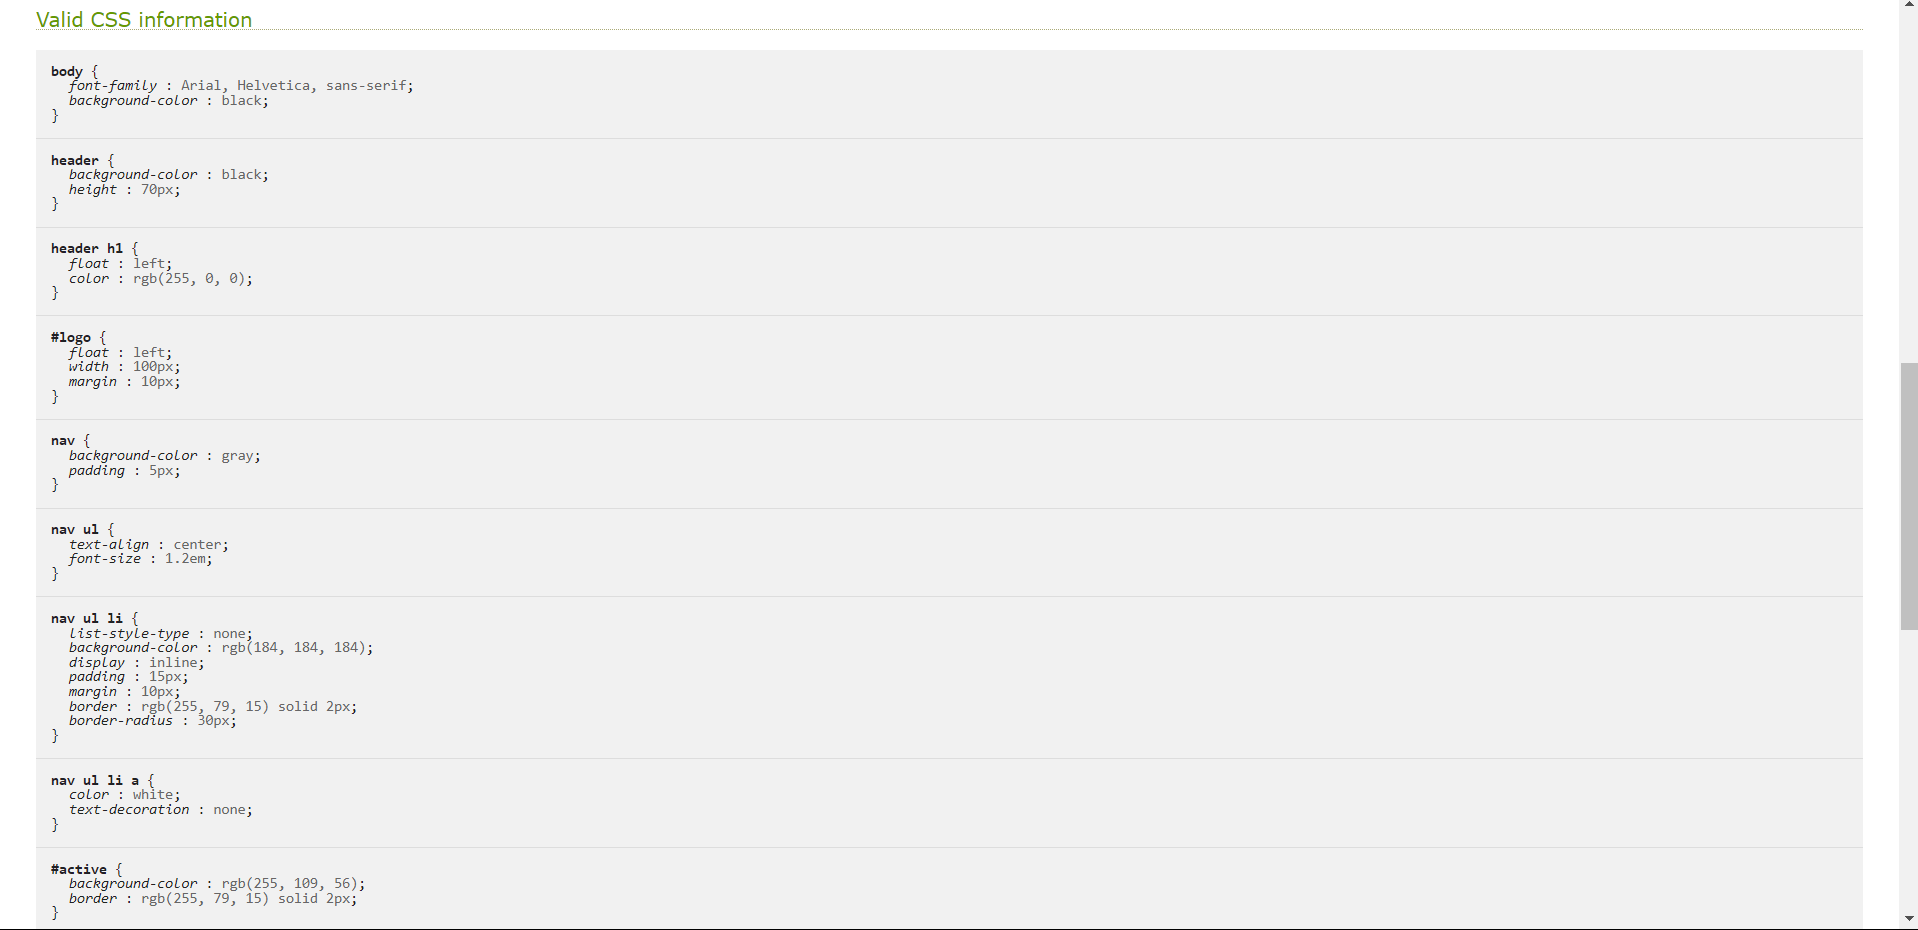 Valid CSS information
body {
font-family : Arial, Helvetica, sans-serif;
background-color : black;
}
header {
background-color : black;
height : 70px;
}
header h1 {
float : left;
color : rgb(255, 0, 0);
}
#logo {
float : left;
width : 100px;
margin : 10px;
}
nav {
background-color : gray;
padding : 5px;
}
nav ul {
text-align : center;
font-size : 1.2em;
}
nav ul li {
list-style-type : none;
background-color : rgb(184, 184, 184);
display : inline;
padding : 15px;
margin : 10px;
border : rgb(255, 79, 15) solid 2px;
border-radius : 30px;
}
nav ul li a {
color : white;
text-decoration : none;
}
#active {
background-color : rgb(255, 109, 56);
border : rgb(255, 79, 15) solid 2px;
}